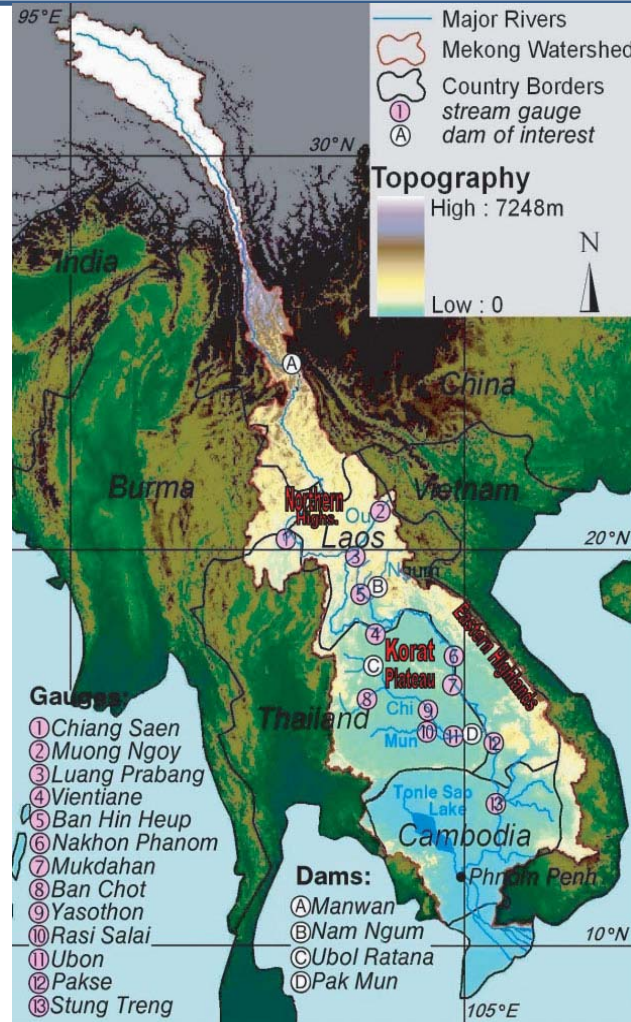 95°E
Major Rivers
Mekong Watershed
Country Borders
1 stream gauge
A dam of interest
30°N
Topography
High : 7248m
Low : 0
N
India
A
China
Burma
Northern
Highs.
Vietnam
Ou
2
1
Laos
20°N
3
Ngum
B
5
4
Korat
Plateau
Eastern Highlands
6
C
7
8
Thailand
Chi
9
Mun
10
11
D
12
Tonle Sap
Lake
13
Cambodia
Phnom Penh
Gauges:
1 Chiang Saen
2 Muong Ngoy
3 Luang Prabang
4 Vientiane
5 Ban Hin Heup
6 Nakhon Phanom
7 Mukdahan
8 Ban Chot
9 Yasothon
10 Rasi Salai
11 Ubon
12 Pakse
13 Stung Treng
Dams:
A Manwan
B Nam Ngum
C Ubol Ratana
D Pak Mun
10°N
105°E